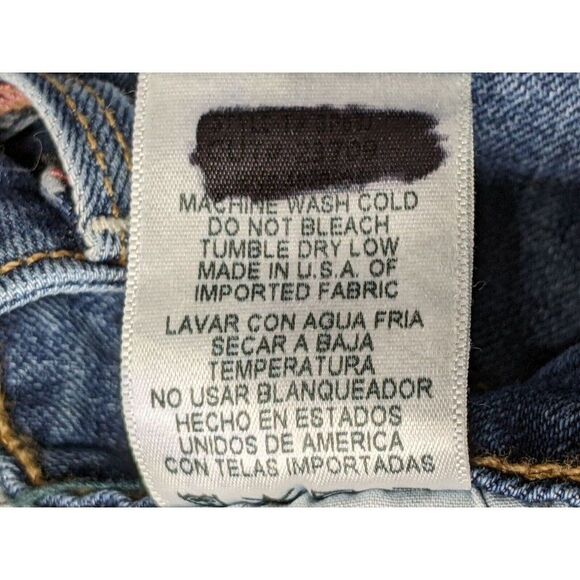 MACHINE WASH COLD
DO NOT BLEACH
TUMBLE DRY LOW
MADE IN U.S.A. OF
IMPORTED FABRIC
LAVAR CON AGUA FRIA
SECAR A BAJA
TEMPERATURA
NO USAR BLANQUEADOR
HECHO EN ESTADOS
UNIDOS DE AMERICA
CON TELAS IMPORTADAS